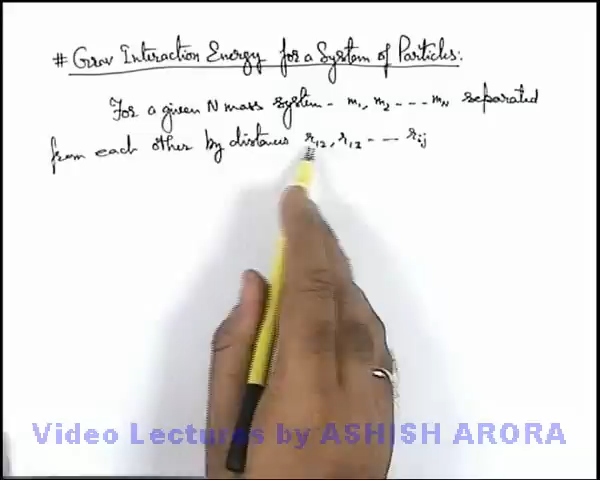 # Grav Interaction Energy for a System of Particles:
For a given N mass system - m₁, m₂ - - - - mN separated
from each other by distances r₁₂, r₁₃ - - — rᵢⱼ
Video Lectures by ASHISH ARORA